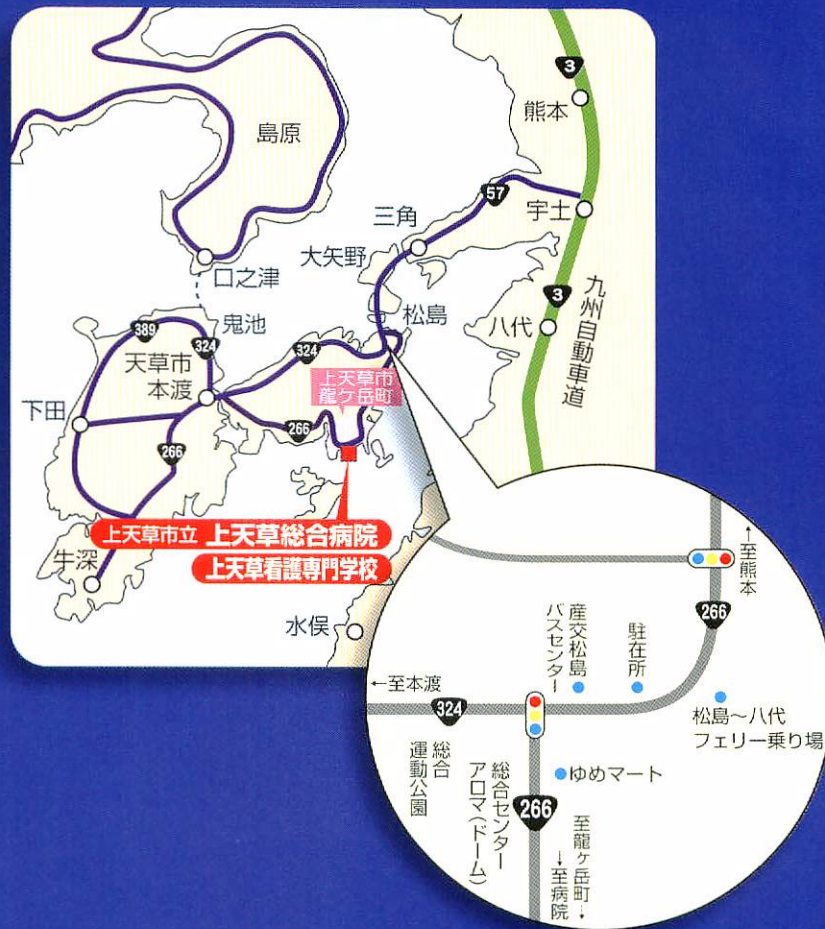 3
熊本
島原
57
三角
宇土
大矢野
口之津
3
九州自動車道
松島
八代
鬼池
389
324
324
天草市
本渡
上天草市
龍ケ岳町
下田
266
266
上天草市立 上天草総合病院
上天草看護専門学校
牛深
水俣
←至熊本
266
産交松島
バスセンター
駐在所
←至本渡
324
松島〜八代
フェリー乗り場
総合
運動公園
総合センター
アロマ(ドーム)
ゆめマート
266
至龍ヶ岳町→
→至病院